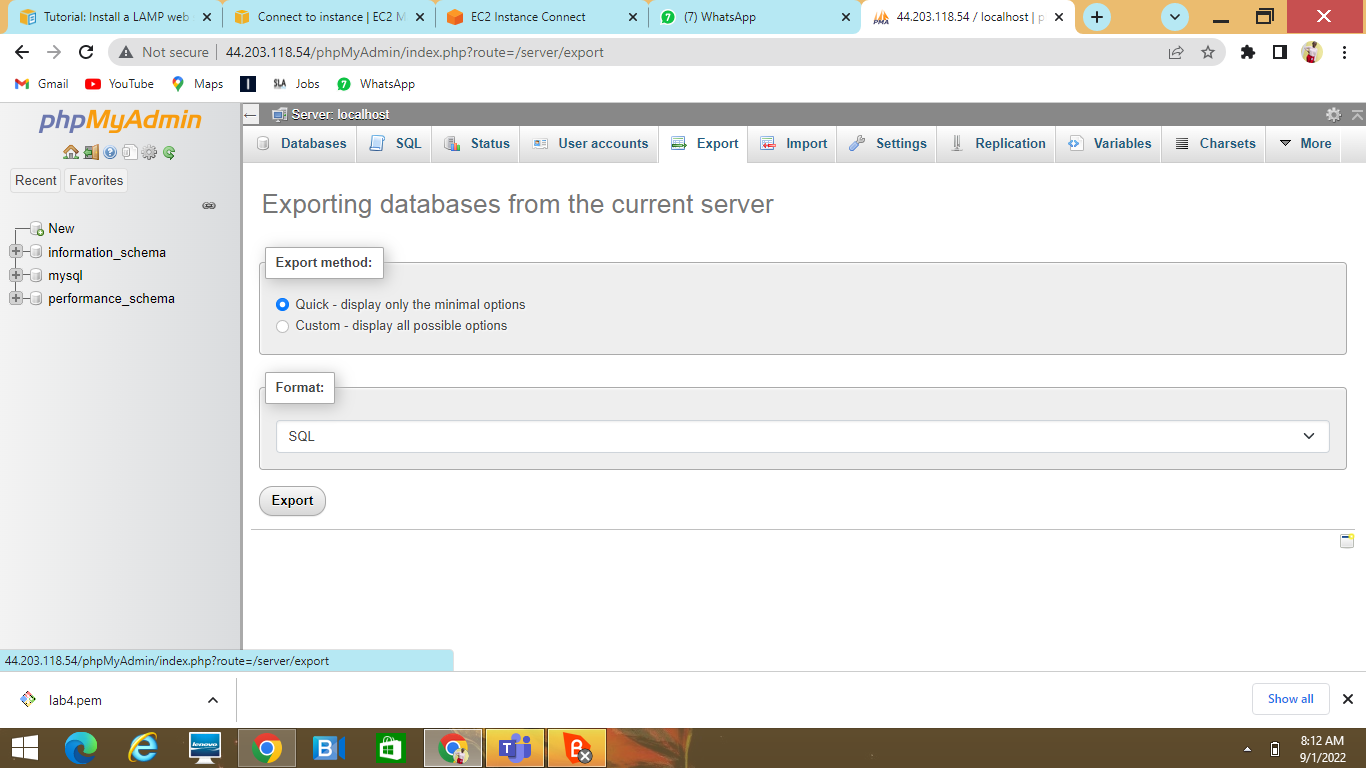 Tutorial: Install a LAMP web
Connect to instance | EC2 M
EC2 Instance Connect
(7) WhatsApp
44.203.118.54 / localhost | p
Not secure
44.203.118.54/phpMyAdmin/index.php?route=/server/export
Gmail
YouTube
Maps
SLA Jobs
WhatsApp
phpMyAdmin
Recent
Favorites
New
information_schema
mysql
performance_schema
Server: localhost
Databases
SQL
Status
User accounts
Export
Import
Settings
Replication
Variables
Charsets
More
Exporting databases from the current server
Export method:
Quick - display only the minimal options
Custom - display all possible options
Format:
SQL
Export
44.203.118.54/phpMyAdmin/index.php?route=/server/export
lab4.pem
Show all
lenovo
8:12 AM
9/1/2022